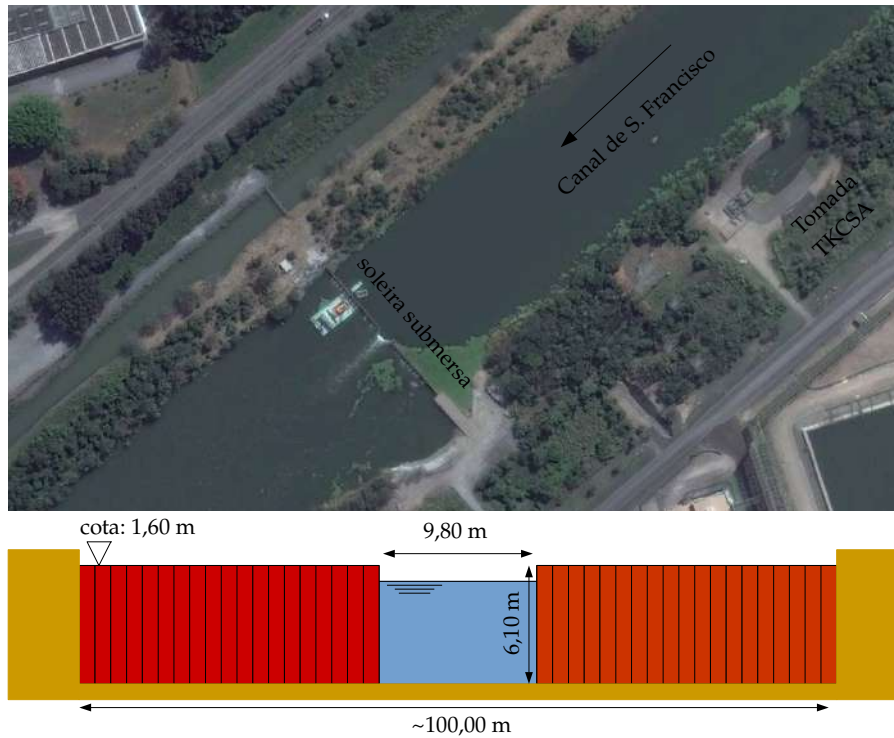 Canal de S. Francisco
Tomada
TKCSA
soleira submersa
cota: 1,60 m
9,80 m
6,10 m
~100,00 m